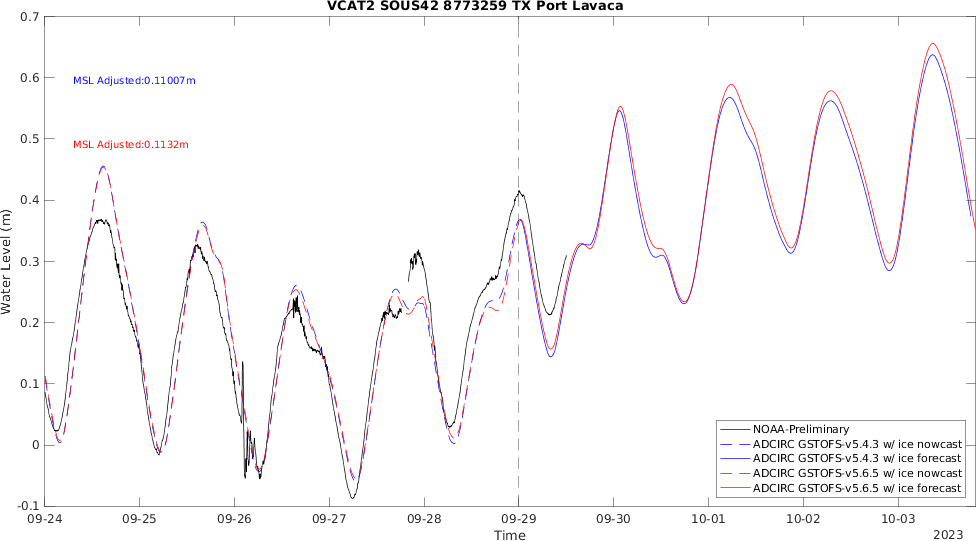 VCAT2 SOUS42 8773259 TX Port Lavaca
0.7
0.6
0.5
0.4
0.3
0.2
0.1
0
-0.1
Water Level (m)
MSL Adjusted:0.11007m
MSL Adjusted:0.1132m
NOAA-Preliminary
ADCIRC GSTOFS-v5.4.3 w/ ice nowcast
ADCIRC GSTOFS-v5.4.3 w/ ice forecast
ADCIRC GSTOFS-v5.6.5 w/ ice nowcast
ADCIRC GSTOFS-v5.6.5 w/ ice forecast
09-24 09-25 09-26 09-27 09-28 09-29 09-30 10-01 10-02 10-03
Time
2023